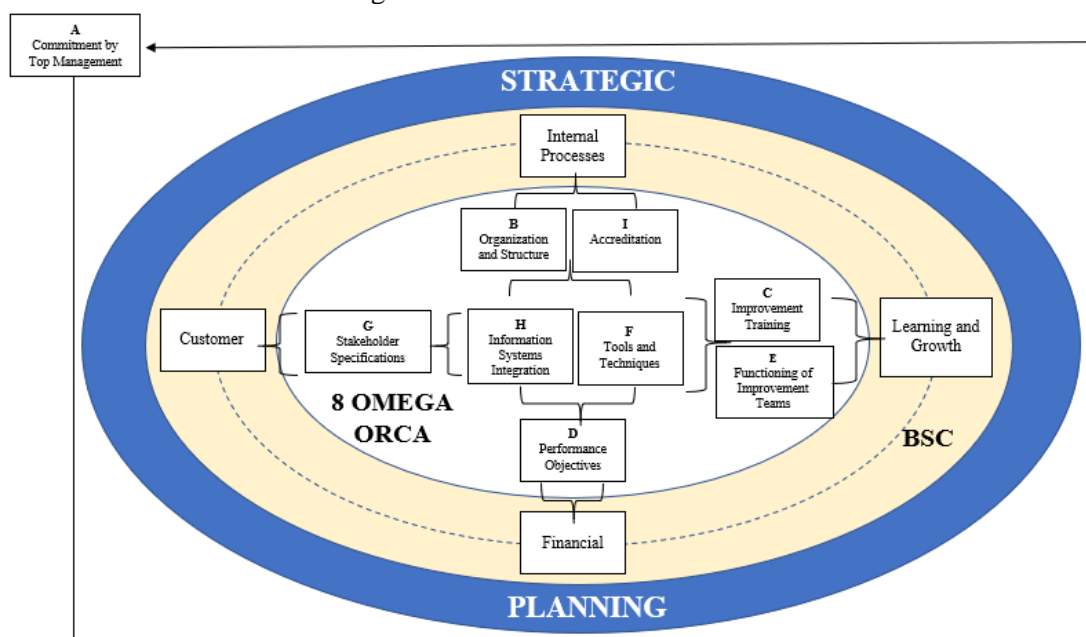 A
Commitment by
Top Management
STRATEGIC
Internal
Processes
B
Organization
and Structure
I
Accreditation
C
Improvement
Training
Customer
G
Stakeholder
Specifications
H
Information
Systems
Integration
F
Tools and
Techniques
Learning and
Growth
E
Functioning of
Improvement
Teams
8 OMEGA
ORCA
BSC
D
Performance
Objectives
Financial
PLANNING